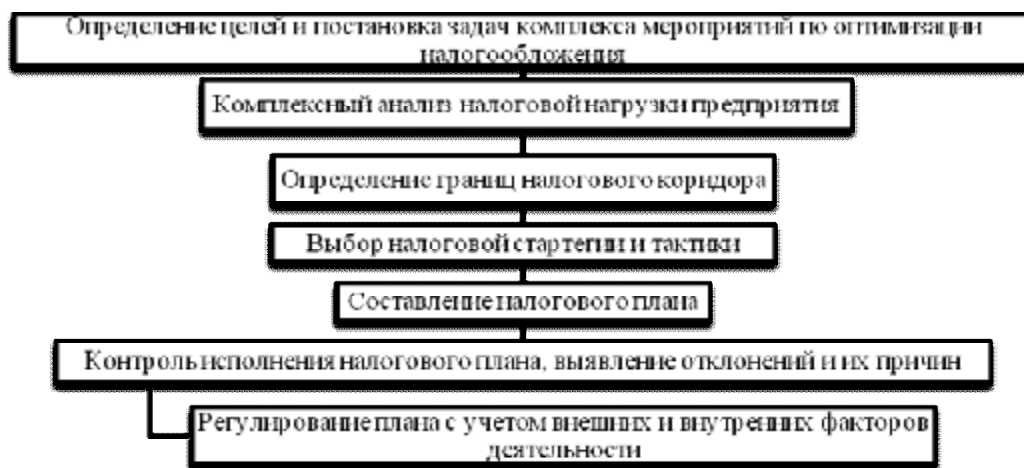 Определение целей и постановка задач комплекса мероприятий по оптимизации
налогообложения
Комплексный анализ налоговой нагрузки предприятия
Определение границ налогового коридора
Выбор налоговой стартегии и тактики
Составление налогового плана
Контроль исполнения налогового плана, выявление отклонений и их причин
Регулирование плана с учетом внешних и внутренних факторов
деятельности